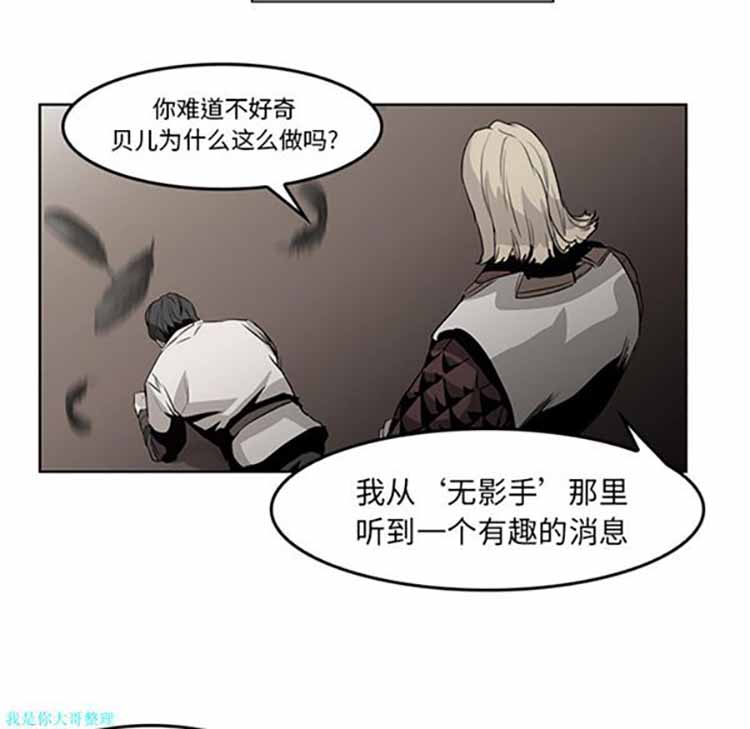 你难道不好奇
贝儿为什么这么做吗?
我从‘无影手’那里
听到一个有趣的消息
我是你大哥整理